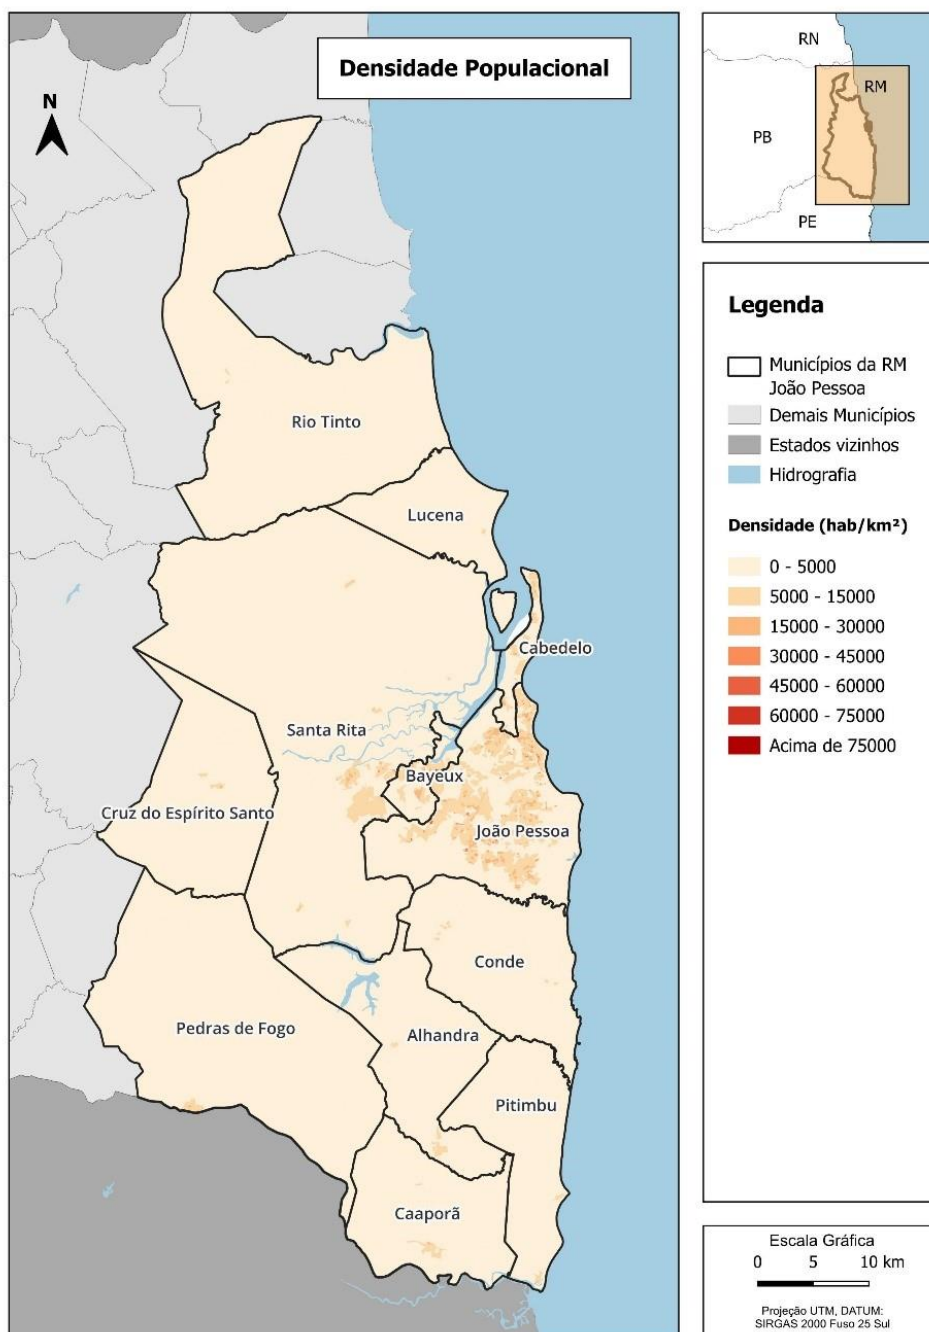 Densidade Populacional
N
Rio Tinto
Lucena
Cabedelo
Santa Rita
Bayeux
Cruz do Espírito Santo
João Pessoa
Conde
Pedras de Fogo
Alhandra
Pitimbu
Caaporã
RN
RM
PB
PE
Legenda
Municípios da RM
João Pessoa
Demais Municípios
Estados vizinhos
Hidrografia
Densidade (hab/km²)
0 - 5000
5000 - 15000
15000 - 30000
30000 - 45000
45000 - 60000
60000 - 75000
Acima de 75000
Escala Gráfica
0 5 10 km
Projeção UTM, DATUM:
SIRGAS 2000 Fuso 25 Sul